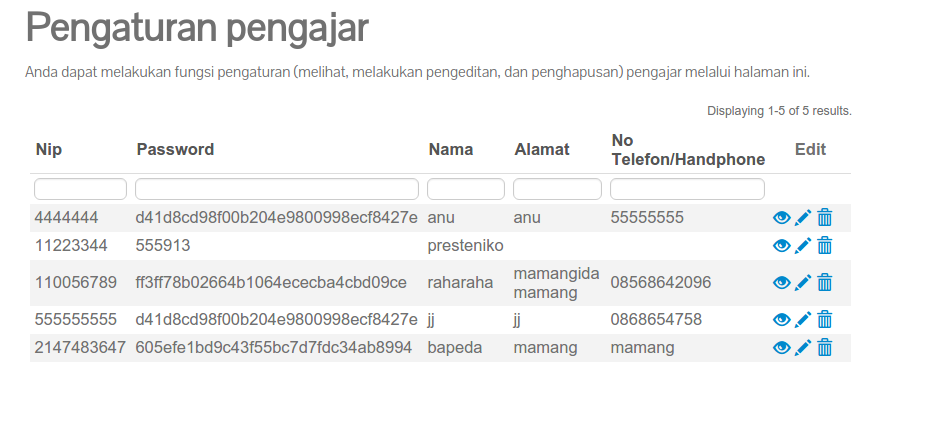 Pengaturan pengajar
Anda dapat melakukan fungsi pengaturan (melihat, melakukan pengeditan, dan penghapusan) pengajar melalui halaman ini.
Displaying 1-5 of 5 results.
Nip Password Nama Alamat No Telefon/Handphone Edit
4444444 d41d8cd98f00b204e9800998ecf8427e anu anu 55555555
11223344 555913 presteniko
110056789 ff3ff78b02664b1064ececba4cbd09ce raharaha mamangida mamang 08568642096
555555555 d41d8cd98f00b204e9800998ecf8427e jj jj 0868654758
2147483647 605efe1bd9c43f55bc7d7fdc34ab8994 bapeda mamang mamang